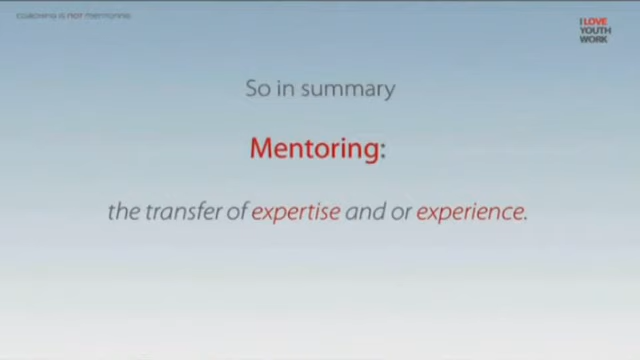 coaching is not mentoring
I LOVE
YOUTH
WORK
So in summary
Mentoring:
the transfer of expertise and or experience.